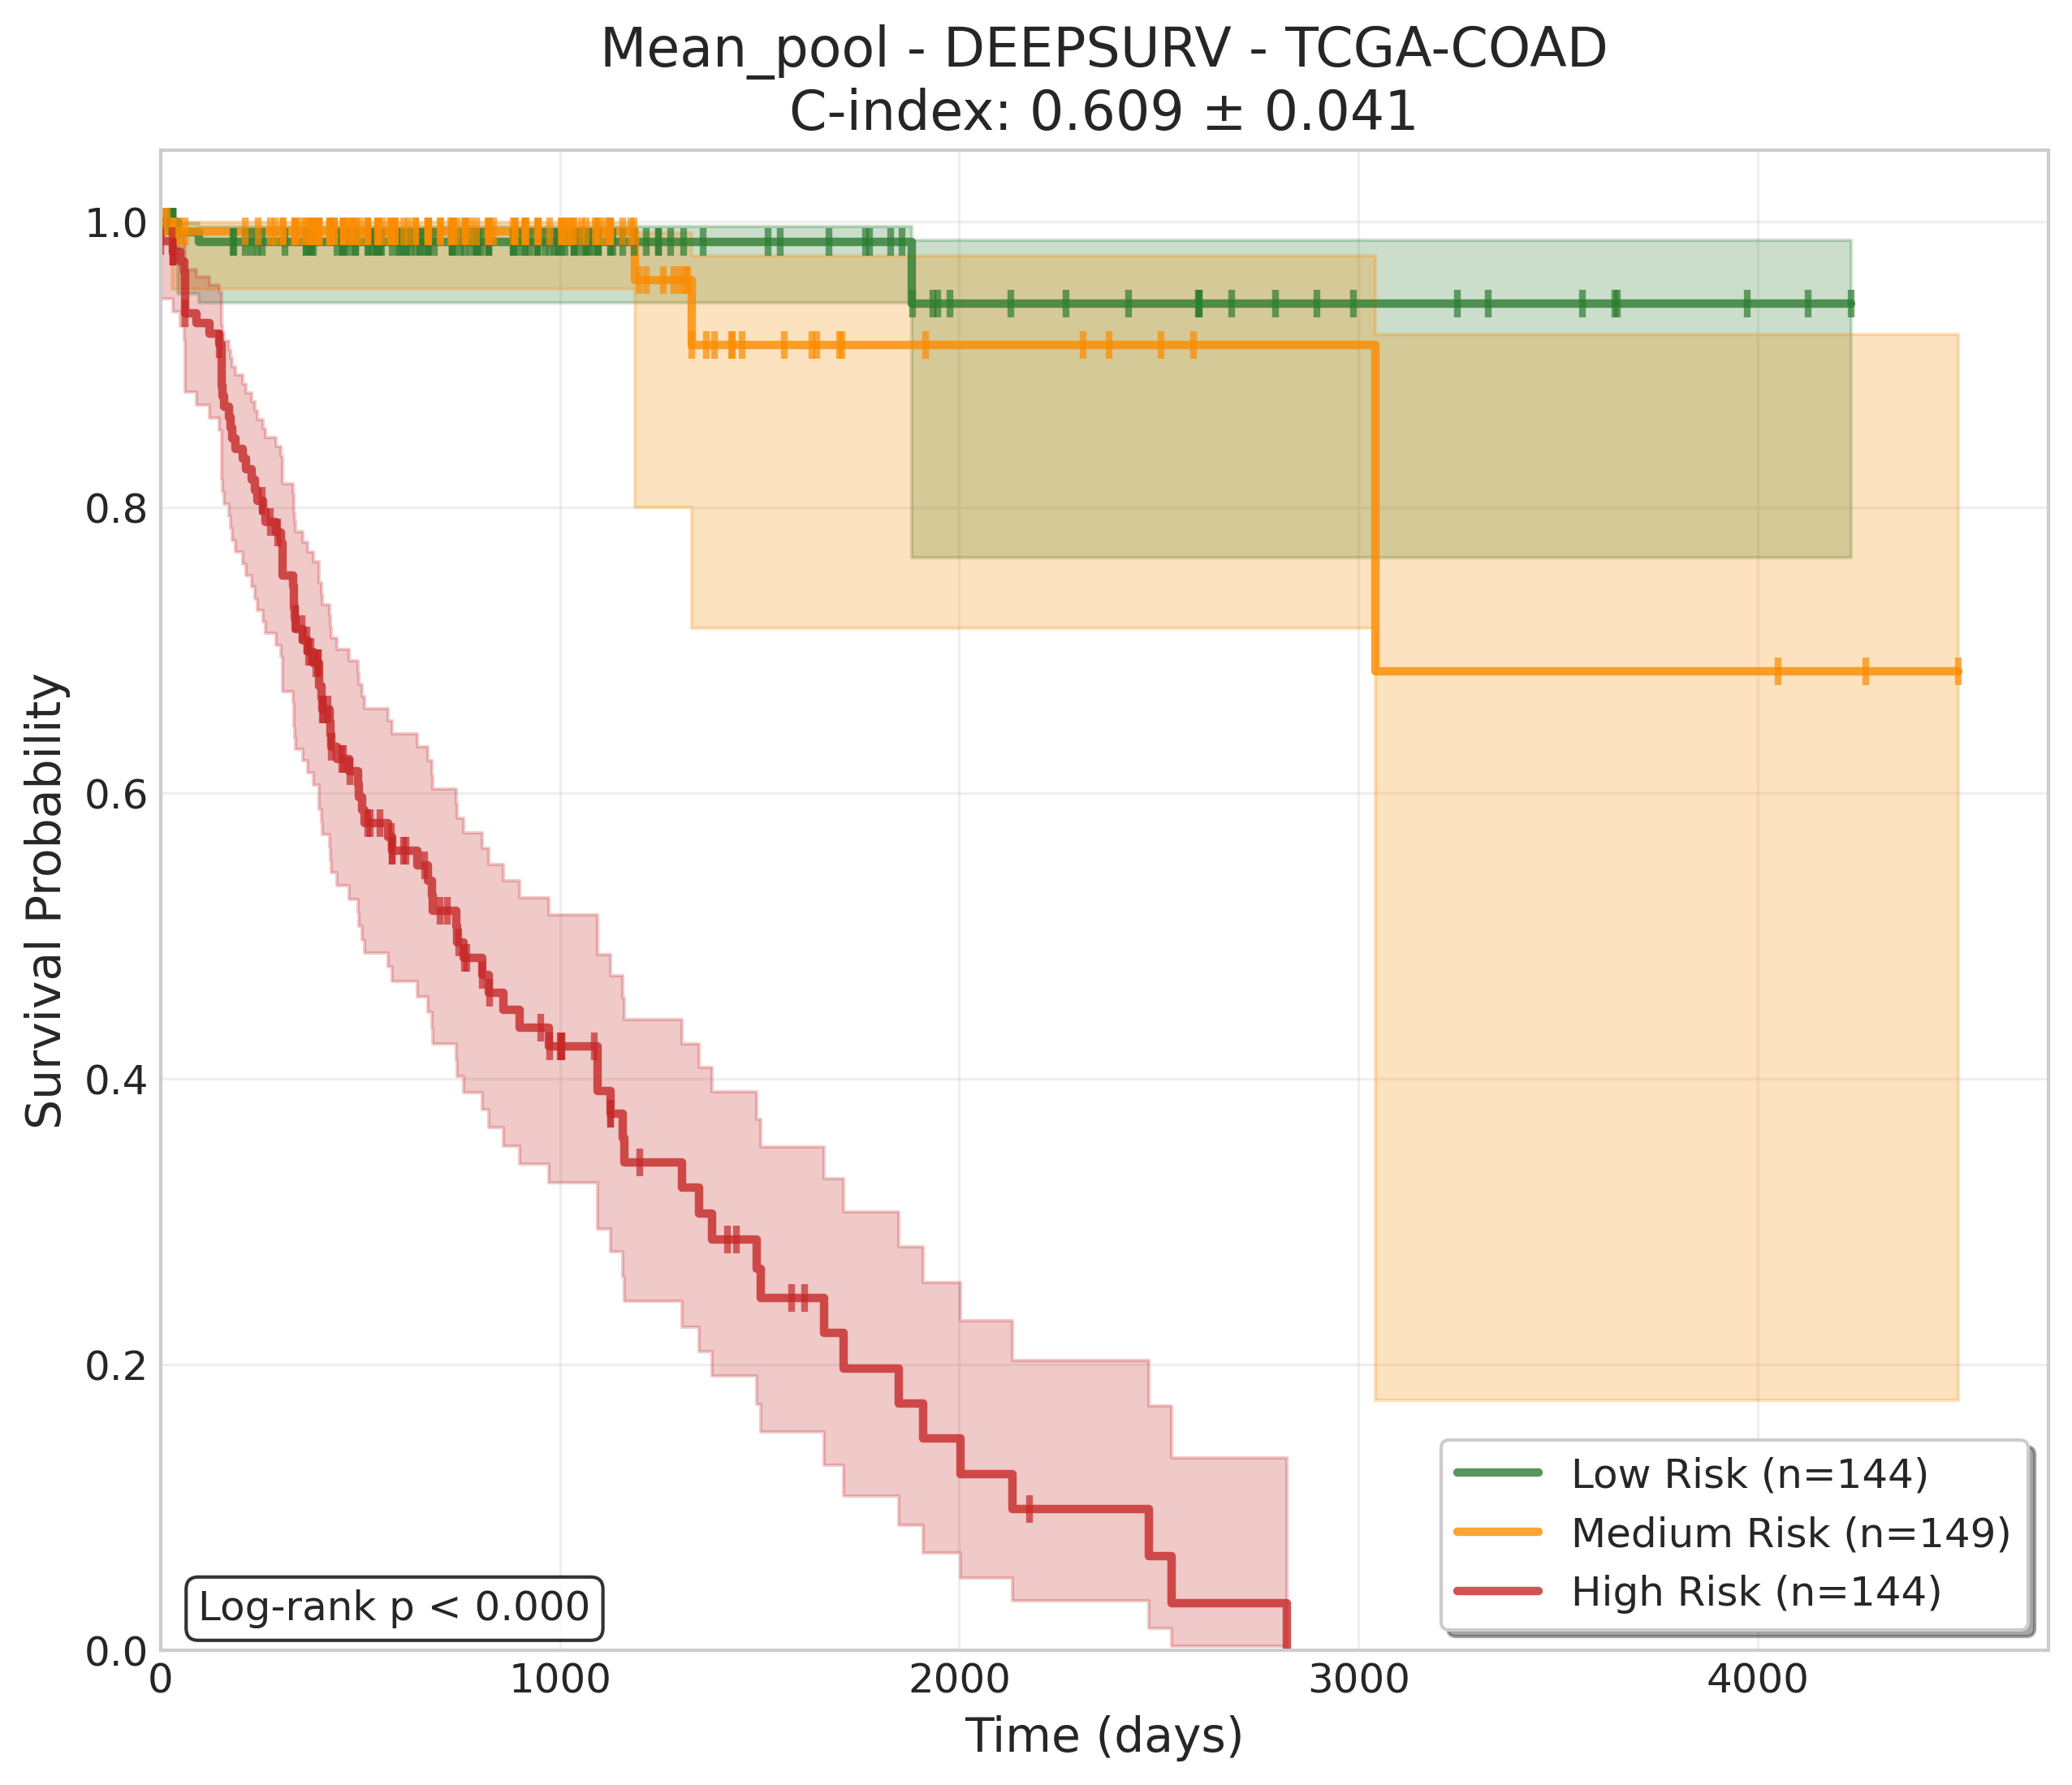 Mean_pool - DEEPSURV - TCGA-COAD
C-index: 0.609 ± 0.041
Survival Probability
1.0
0.8
0.6
0.4
0.2
0.0
0
1000
2000
3000
4000
Time (days)
Log-rank p < 0.000
Low Risk (n=144)
Medium Risk (n=149)
High Risk (n=144)